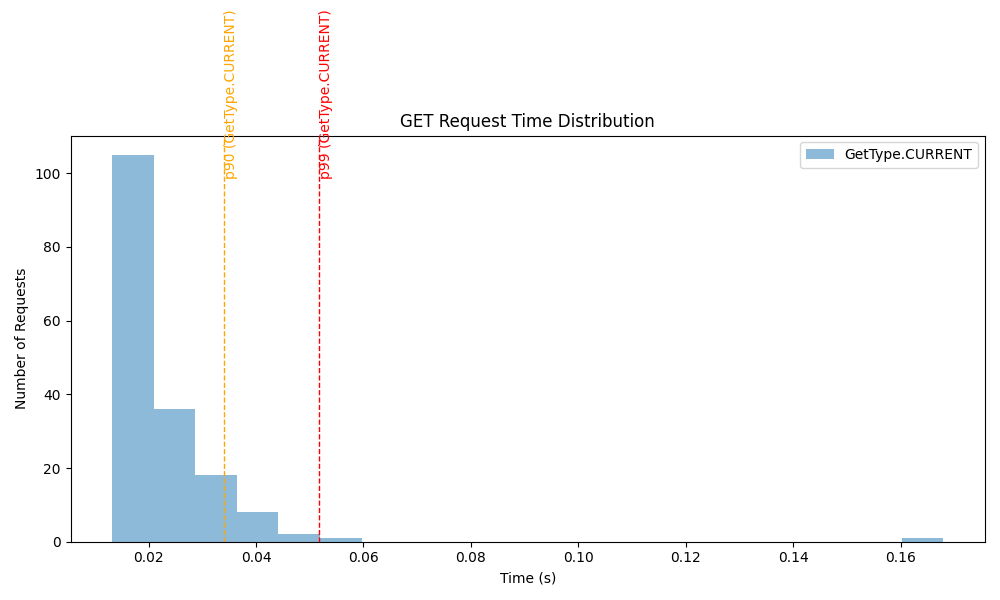 p90 (GetType.CURRENT)
p99 (GetType.CURRENT)
GET Request Time Distribution
GetType.CURRENT
Number of Requests
100
80
60
40
20
0
0.02 0.04 0.06 0.08 0.10 0.12 0.14 0.16
Time (s)